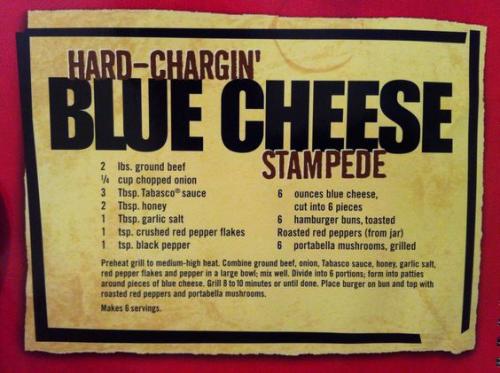 HARD-CHARGIN'
BLUE CHEESE
STAMPEDE
2 lbs. ground beef
¼ cup chopped onion
3 Tbsp. Tabasco® sauce
2 Tbsp. honey
1 Tbsp. garlic salt
1 tsp. crushed red pepper flakes
1 tsp. black pepper
6 ounces blue cheese,
cut into 6 pieces
6 hamburger buns, toasted
Roasted red peppers (from jar)
6 portabella mushrooms, grilled
Preheat grill to medium-high heat. Combine ground beef, onion, Tabasco sauce, honey, garlic salt,
red pepper flakes and pepper in a large bowl; mix well. Divide into 6 portions; form into patties
around pieces of blue cheese. Grill 8 to 10 minutes or until done. Place burger on bun and top with
roasted red peppers and portabella mushrooms.
Makes 6 servings.